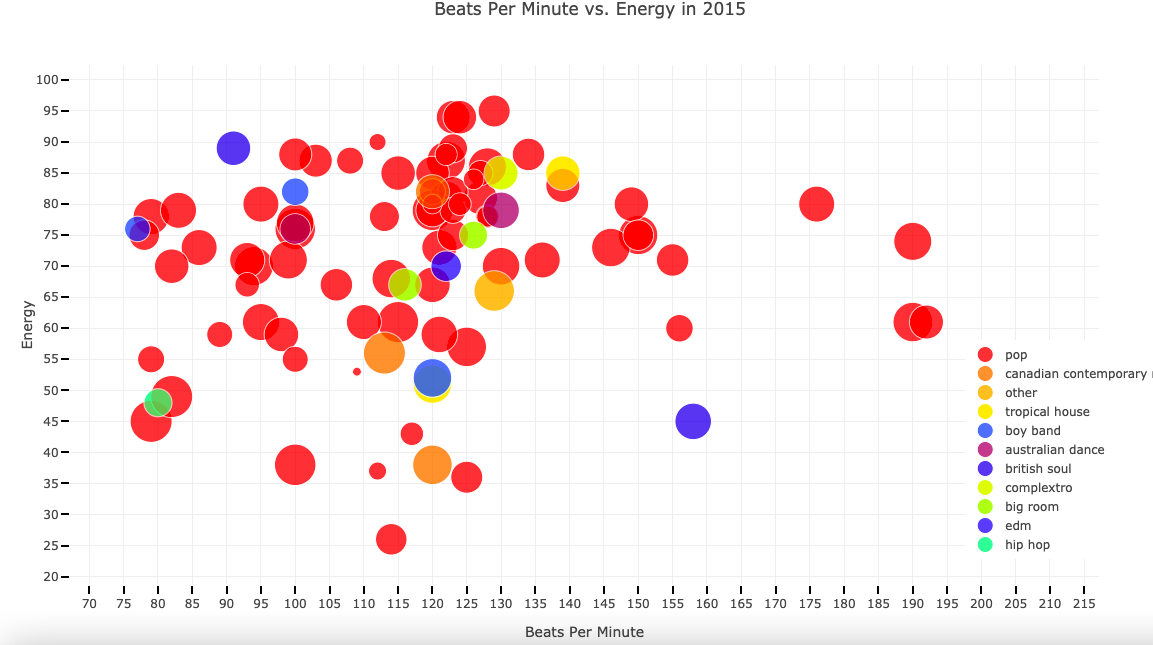 Beats Per Minute vs. Energy in 2015
100
95
90
85
80
75
70
65
60
55
50
45
40
35
30
25
20
Energy
pop
canadian contemporary
other
tropical house
boy band
australian dance
british soul
complextro
big room
edm
hip hop
70 75 80 85 90 95 100 105 110 115 120 125 130 135 140 145 150 155 160 165 170 175 180 185 190 195 200 205 210 215
Beats Per Minute